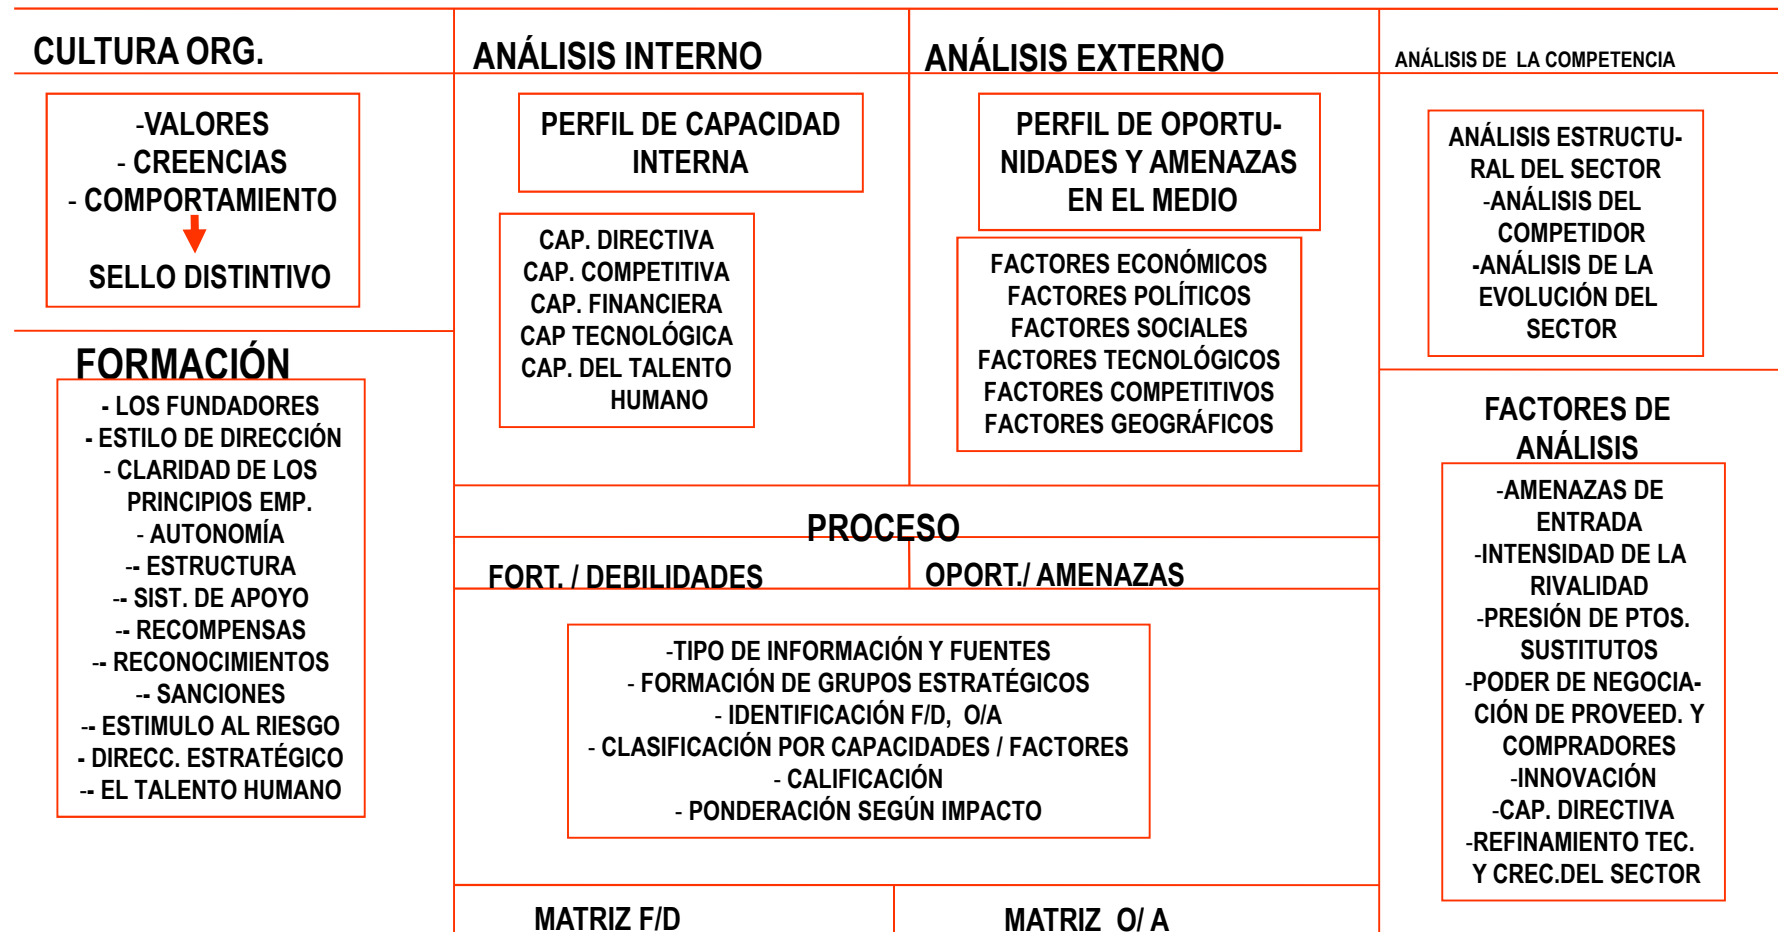 CULTURA ORG.
-VALORES
- CREENCIAS
- COMPORTAMIENTO
SELLO DISTINTIVO
FORMACIÓN
- LOS FUNDADORES
- ESTILO DE DIRECCIÓN
- CLARIDAD DE LOS
PRINCIPIOS EMP.
- AUTONOMÍA
-- ESTRUCTURA
-- SIST. DE APOYO
-- RECOMPENSAS
-- RECONOCIMIENTOS
-- SANCIONES
-- ESTIMULO AL RIESGO
- DIRECC. ESTRATÉGICO
-- EL TALENTO HUMANO
ANÁLISIS INTERNO
PERFIL DE CAPACIDAD
INTERNA
CAP. DIRECTIVA
CAP. COMPETITIVA
CAP. FINANCIERA
CAP TECNOLÓGICA
CAP. DEL TALENTO
HUMANO
ANÁLISIS EXTERNO
PERFIL DE OPORTU-
NIDADES Y AMENAZAS
EN EL MEDIO
FACTORES ECONÓMICOS
FACTORES POLÍTICOS
FACTORES SOCIALES
FACTORES TECNOLÓGICOS
FACTORES COMPETITIVOS
FACTORES GEOGRÁFICOS
PROCESO
FORT. / DEBILIDADES
OPORT./ AMENAZAS
-TIPO DE INFORMACIÓN Y FUENTES
- FORMACIÓN DE GRUPOS ESTRATÉGICOS
- IDENTIFICACIÓN F/D, O/A
- CLASIFICACIÓN POR CAPACIDADES / FACTORES
- CALIFICACIÓN
- PONDERACIÓN SEGÚN IMPACTO
MATRIZ F/D
MATRIZ O/ A
ANÁLISIS DE LA COMPETENCIA
ANÁLISIS ESTRUCTU-
RAL DEL SECTOR
-ANÁLISIS DEL
COMPETIDOR
-ANÁLISIS DE LA
EVOLUCIÓN DEL
SECTOR
FACTORES DE
ANÁLISIS
-AMENAZAS DE
ENTRADA
-INTENSIDAD DE LA
RIVALIDAD
-PRESIÓN DE PTOS.
SUSTITUTOS
-PODER DE NEGOCIA-
CIÓN DE PROVEED. Y
COMPRADORES
-INNOVACIÓN
-CAP. DIRECTIVA
-REFINAMIENTO TEC.
Y CREC.DEL SECTOR